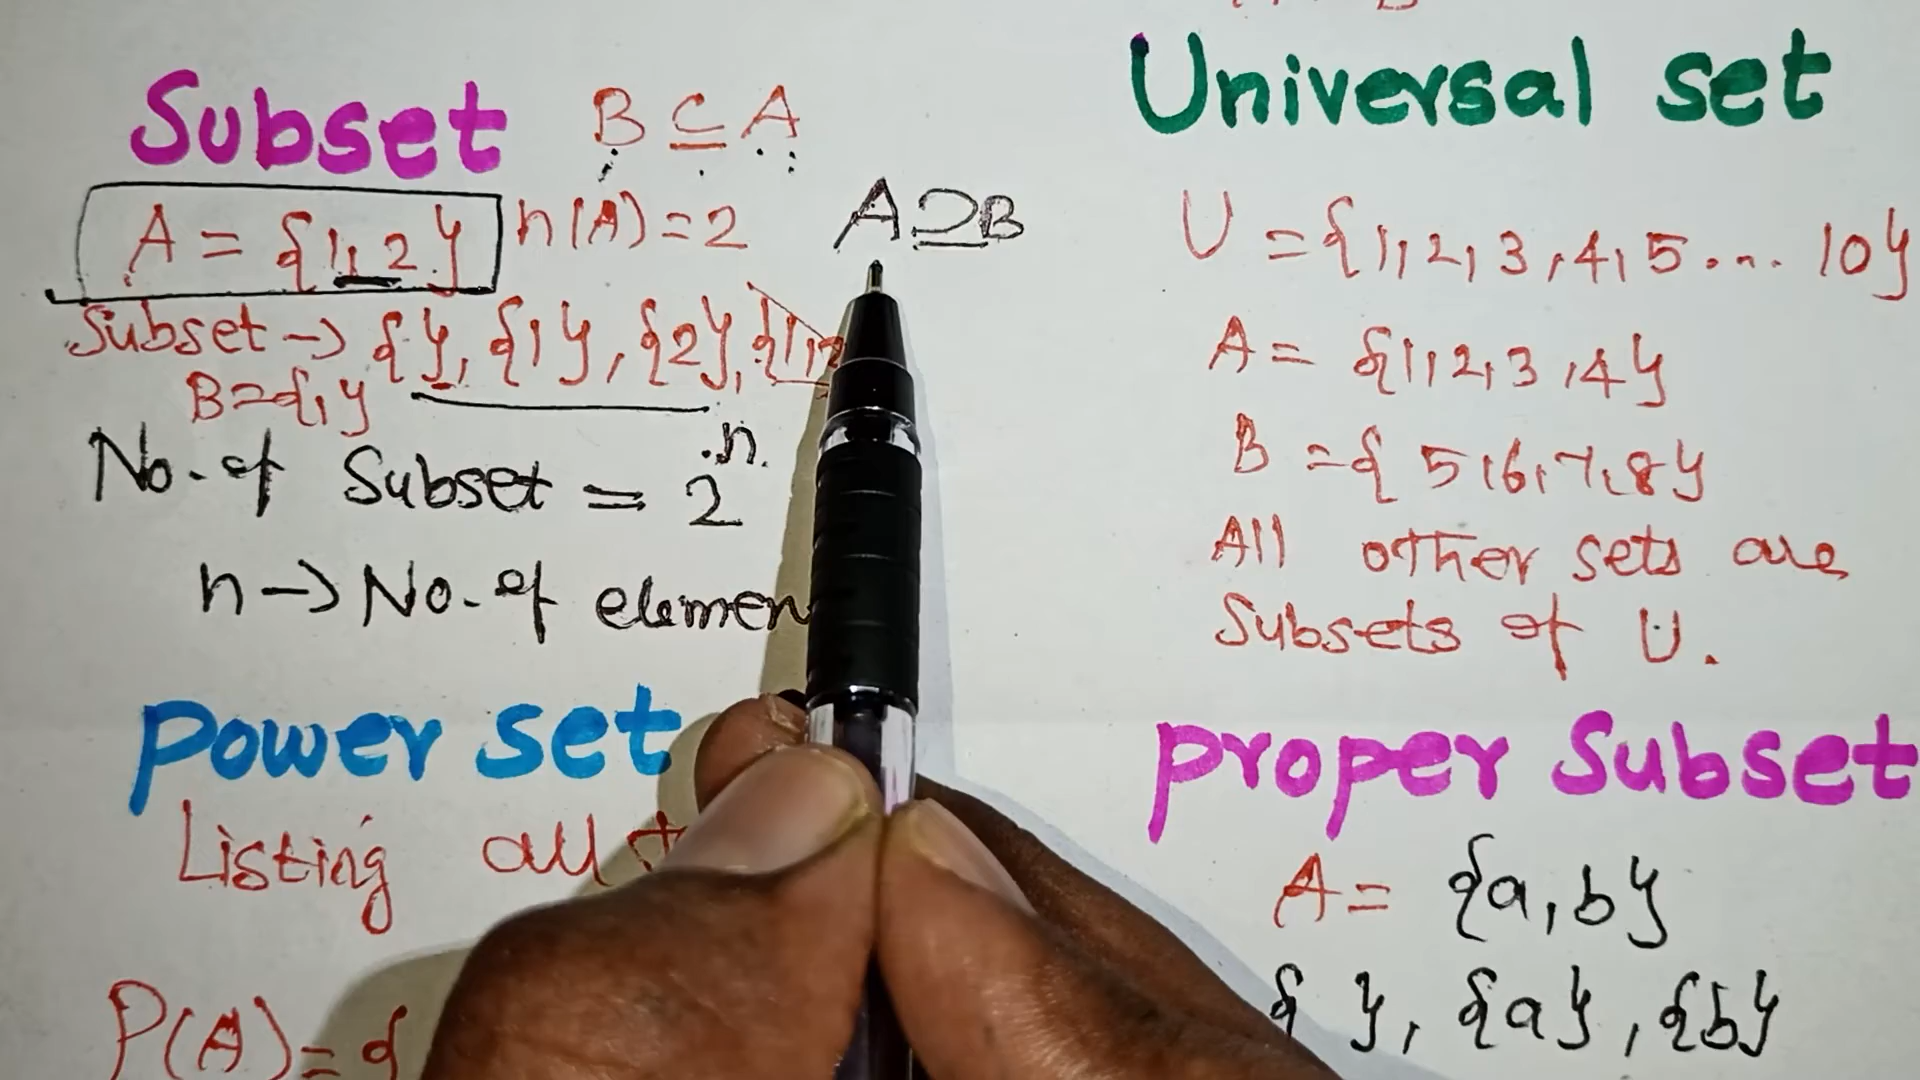 Subset B ⊆ A
A = {1,2} n(A) = 2 A ⊇ B
Subset → { }, {1}, {2}, {1,2
B = {1}
No. of Subset = 2ⁿ
n → No. of elemen
Power set
Listing all
P(A) = {
Universal set
U = {1,2,3,4,5... 10}
A = {1,2,3,4}
B = {5,6,7,8}
All other sets are
Subsets of U.
proper Subset
A = {a,b}
{ }, {a}, {b}